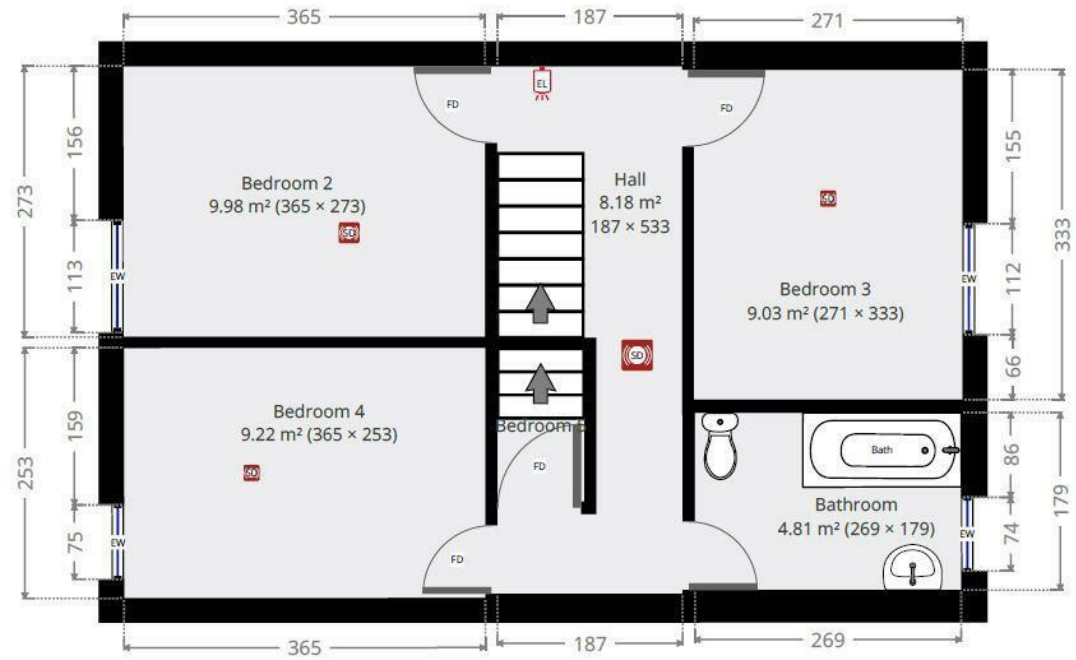 365
187
271
EL
FD
FD
156
155
273
333
Bedroom 2
9.98 m² (365 × 273)
SD
Hall
8.18 m²
187 × 533
SD
113
EW
112
EW
Bedroom 3
9.03 m² (271 × 333)
SD
66
159
Bedroom 4
9.22 m² (365 × 253)
Bedroom
FD
Bath
86
253
SD
179
Bathroom
4.81 m² (269 × 179)
75
EW
FD
74
EW
365
187
269